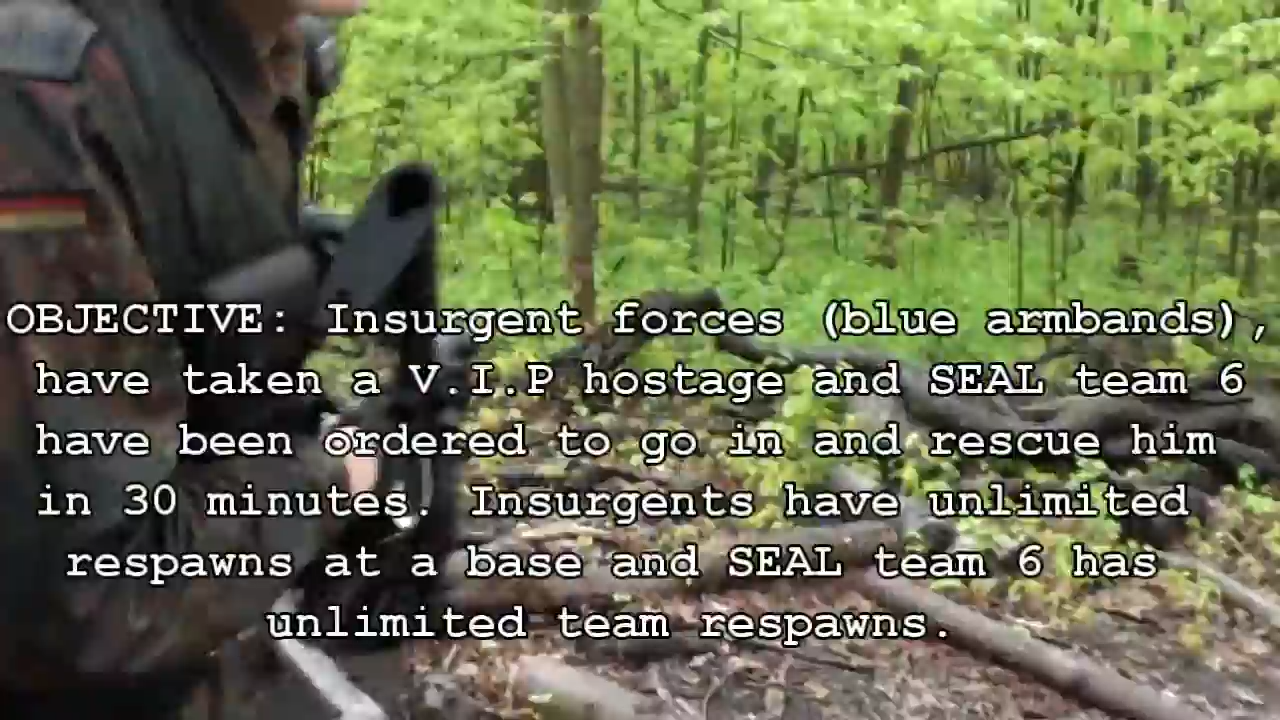 OBJECTIVE: Insurgent forces (blue armbands),
have taken a V.I.P hostage and SEAL team 6
have been ordered to go in and rescue him
in 30 minutes. Insurgents have unlimited
respawns at a base and SEAL team 6 has
unlimited team respawns.